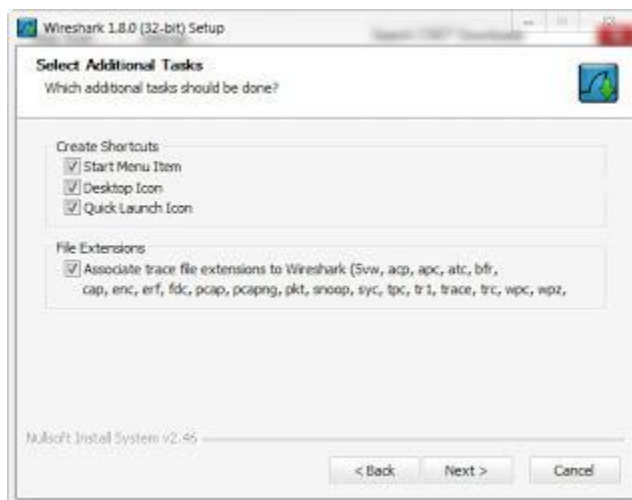 Wireshark 1.8.0 (32-bit) Setup
Select Additional Tasks
Which additional tasks should be done?
Create Shortcuts
Start Menu Item
Desktop Icon
Quick Launch Icon
File Extensions
Associate trace file extensions to Wireshark (5vw, acp, apc, atc, bfr,
cap, enc, erf, fdc, pcap, pcapng, pkt, snoop, syc, tpc, tr1, trace, trc, wpc, wpz,
Nullsoft Install System v2.46
< Back Next > Cancel